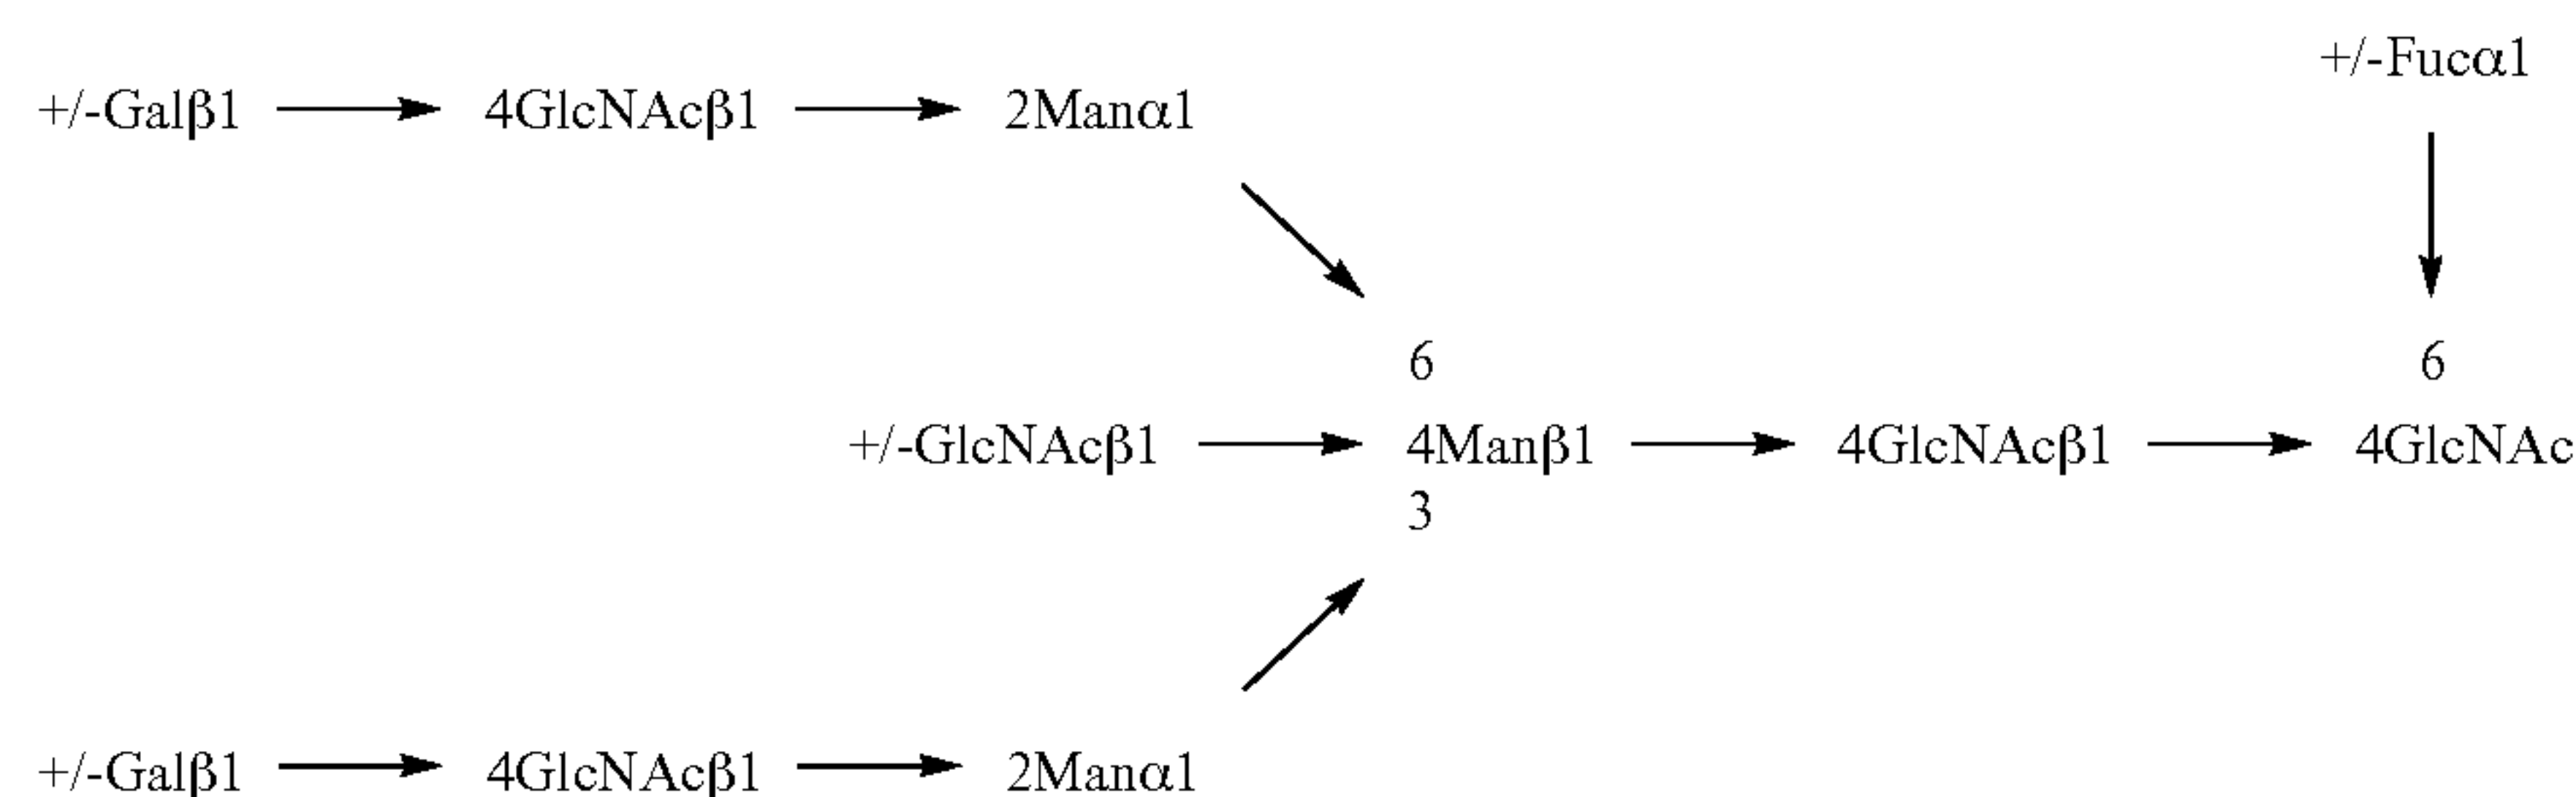 +/-Fucα1
+/-Galβ1 4GlcNAcβ1 2Manα1
6 6
+/-GlcNAcβ1 4Manβ1 4GlcNAcβ1 4GlcNAc
3
+/-Galβ1 4GlcNAcβ1 2Manα1